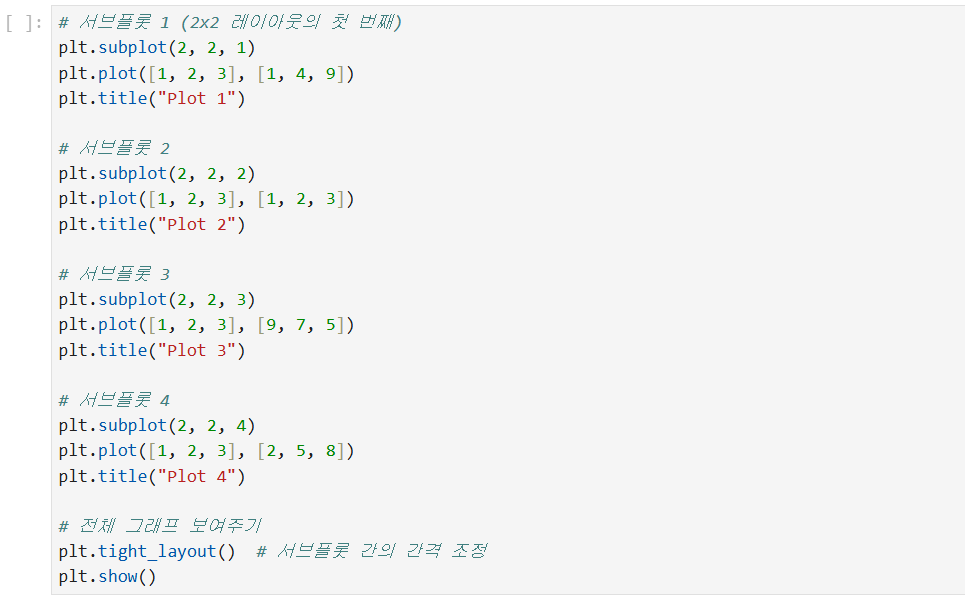 [ ]:
# 서브플롯 1 (2x2 레이아웃의 첫 번째)
plt.subplot(2, 2, 1)
plt.plot([1, 2, 3], [1, 4, 9])
plt.title("Plot 1")
# 서브플롯 2
plt.subplot(2, 2, 2)
plt.plot([1, 2, 3], [1, 2, 3])
plt.title("Plot 2")
# 서브플롯 3
plt.subplot(2, 2, 3)
plt.plot([1, 2, 3], [9, 7, 5])
plt.title("Plot 3")
# 서브플롯 4
plt.subplot(2, 2, 4)
plt.plot([1, 2, 3], [2, 5, 8])
plt.title("Plot 4")
# 전체 그래프 보여주기
plt.tight_layout()  # 서브플롯 간의 간격 조정
plt.show()